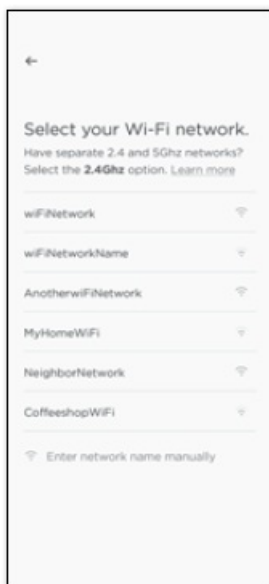 Select your Wi-Fi network.
Have separate 2.4 and 5Ghz networks?
Select the 2.4Ghz option. Learn more
wiFiNetwork
wiFiNetworkName
AnotherwiFiNetwork
MyHomeWiFi
NeighborNetwork
CoffeeshopWiFi
Enter network name manually